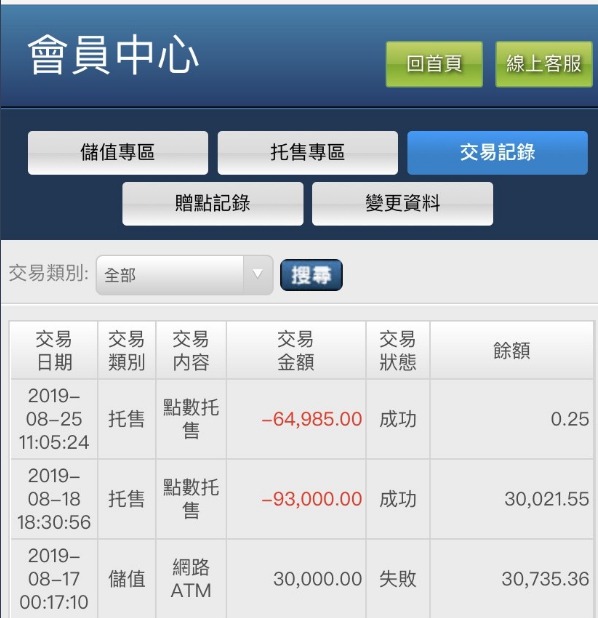 會員中心
回首頁
線上客服
儲值專區
托售專區
交易記錄
贈點記錄
變更資料
交易類別:
全部
搜尋
交易
日期
交易
類別
交易
內容
交易
金額
交易
狀態
餘額
2019–
08–25
11:05:24
托售
點數托
售
–64,985.00
成功
0.25
2019–
08–18
18:30:56
托售
點數托
售
–93,000.00
成功
30,021.55
2019–
08–17
00:17:10
儲值
網路
ATM
30,000.00
失敗
30,735.36